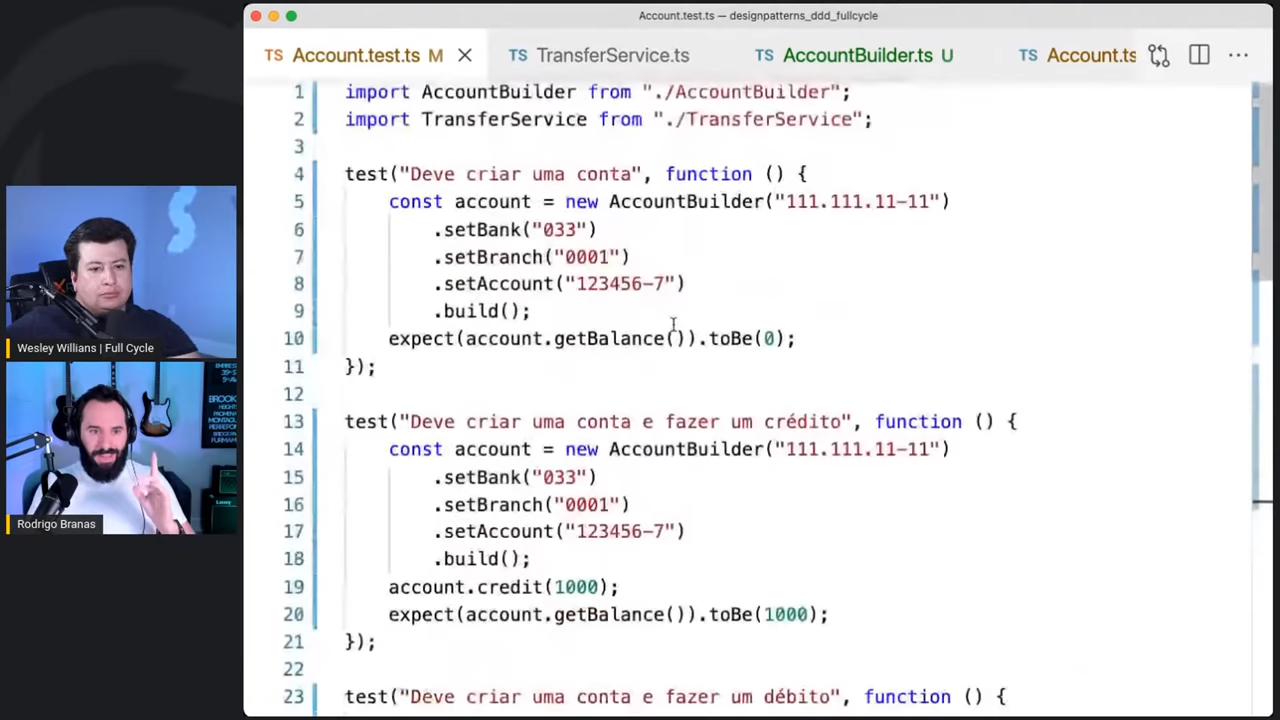 Account.test.ts — designpatterns_ddd_fullcycle
TS Account.test.ts M
TS TransferService.ts
TS AccountBuilder.ts U
TS Account.ts
1 import AccountBuilder from "./AccountBuilder";
2 import TransferService from "./TransferService";
3
4 test("Deve criar uma conta", function () {
5 const account = new AccountBuilder("111.111.11-11")
6 .setBank("033")
7 .setBranch("0001")
8 .setAccount("123456-7")
9 .build();
10 expect(account.getBalance()).toBe(0);
11 });
12
13 test("Deve criar uma conta e fazer um crédito", function () {
14 const account = new AccountBuilder("111.111.11-11")
15 .setBank("033")
16 .setBranch("0001")
17 .setAccount("123456-7")
18 .build();
19 account.credit(1000);
20 expect(account.getBalance()).toBe(1000);
21 });
22
23 test("Deve criar uma conta e fazer um débito", function () {
Wesley Willians | Full Cycle
Rodrigo Branas